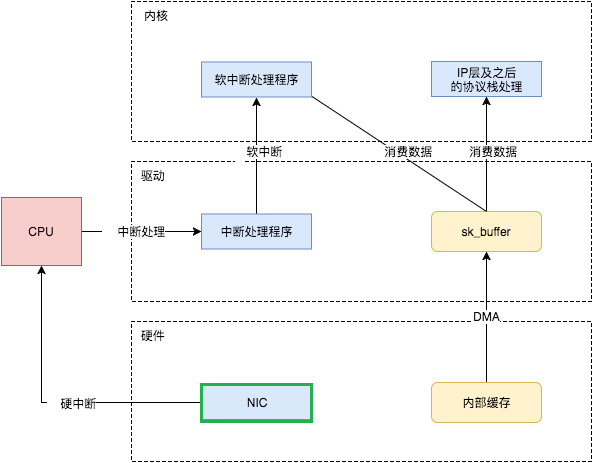 内核
软中断处理程序
IP层及之后
的协议栈处理
软中断
消费数据
消费数据
驱动
CPU
中断处理
中断处理程序
sk_buffer
DMA
硬件
硬中断
NIC
内部缓存